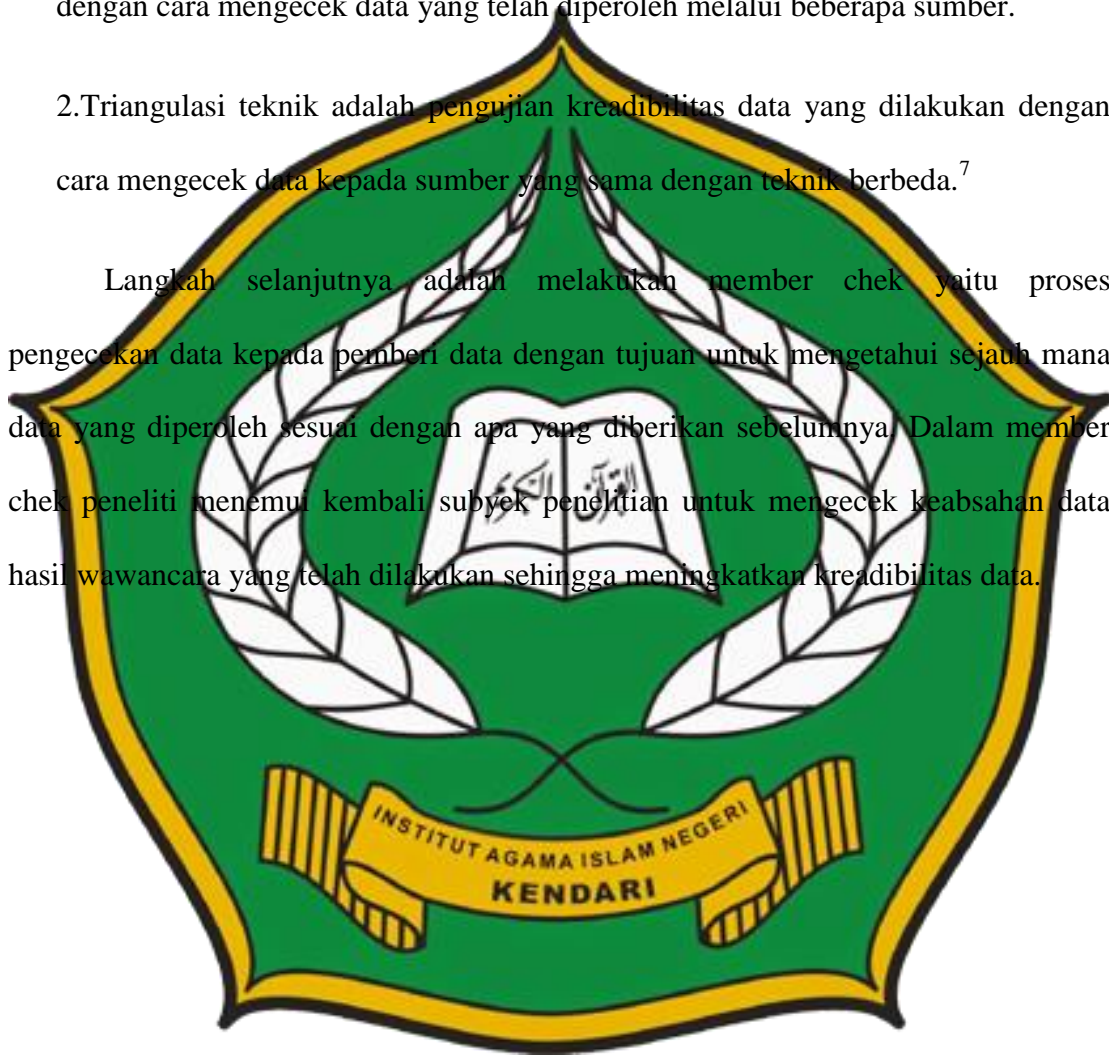 dengan cara mengecek data yang telah diperoleh melalui beberapa sumber.
2.Triangulasi teknik adalah pengujian kreadibilitas data yang dilakukan dengan
cara mengecek data kepada sumber yang sama dengan teknik berbeda.7
Langkah selanjutnya adalah melakukan member chek yaitu proses
pengecekan data kepada pemberi data dengan tujuan untuk mengetahui sejauh mana
data yang diperoleh sesuai dengan apa yang diberikan sebelumnya. Dalam member
chek peneliti menemui kembali subyek penelitian untuk mengecek keabsahan data
hasil wawancara yang telah dilakukan sehingga meningkatkan kreadibilitas data.
القرآن الكريم
INSTITUT AGAMA ISLAM NEGERI
KENDARI